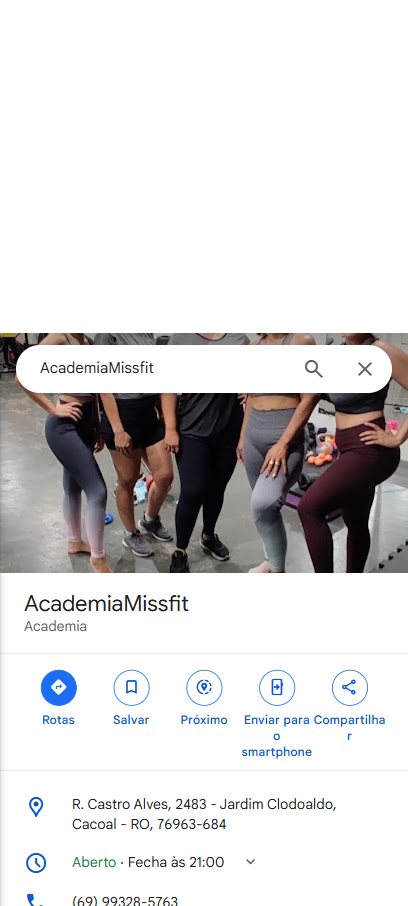 AcademiaMissfit
AcademiaMissfit
Academia
Rotas
Salvar
Próximo
Enviar para
o
smartphone
Compartilha
r
R. Castro Alves, 2483 - Jardim Clodoaldo,
Cacoal - RO, 76963-684
Aberto · Fecha às 21:00
(69) 99328-5763